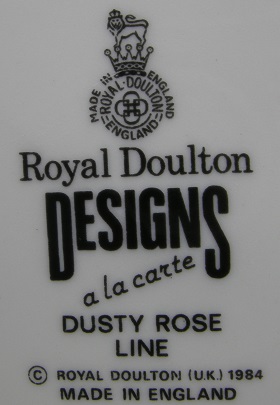 MADE IN ENGLAND
ROYAL·DOULTON·
ENGLAND
Royal Doulton
DESIGNS
a la carte
DUSTY ROSE
LINE
© ROYAL DOULTON (U.K.) 1984
MADE IN ENGLAND